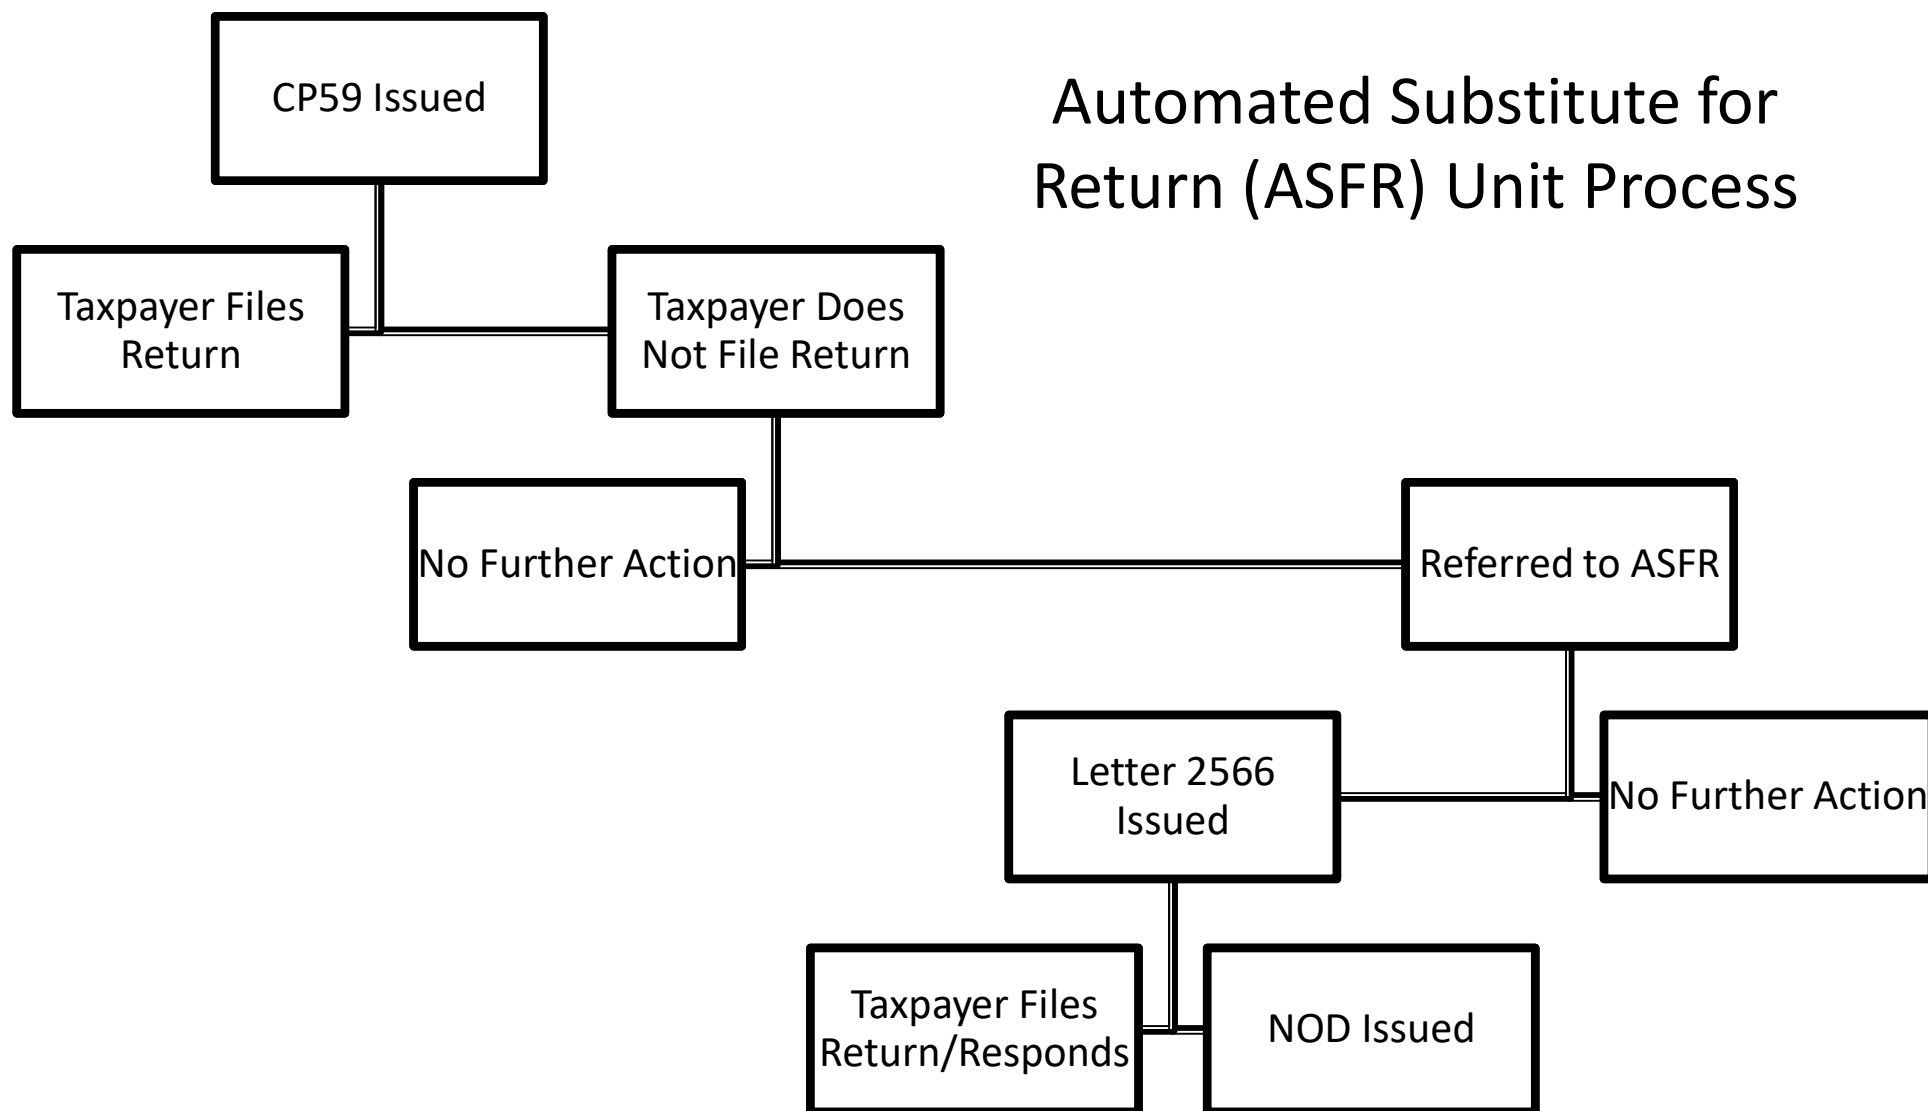 CP59 Issued
Automated Substitute for
Return (ASFR) Unit Process
Taxpayer Files
Return
Taxpayer Does
Not File Return
No Further Action
Referred to ASFR
Letter 2566
Issued
No Further Action
Taxpayer Files
Return/Responds
NOD Issued